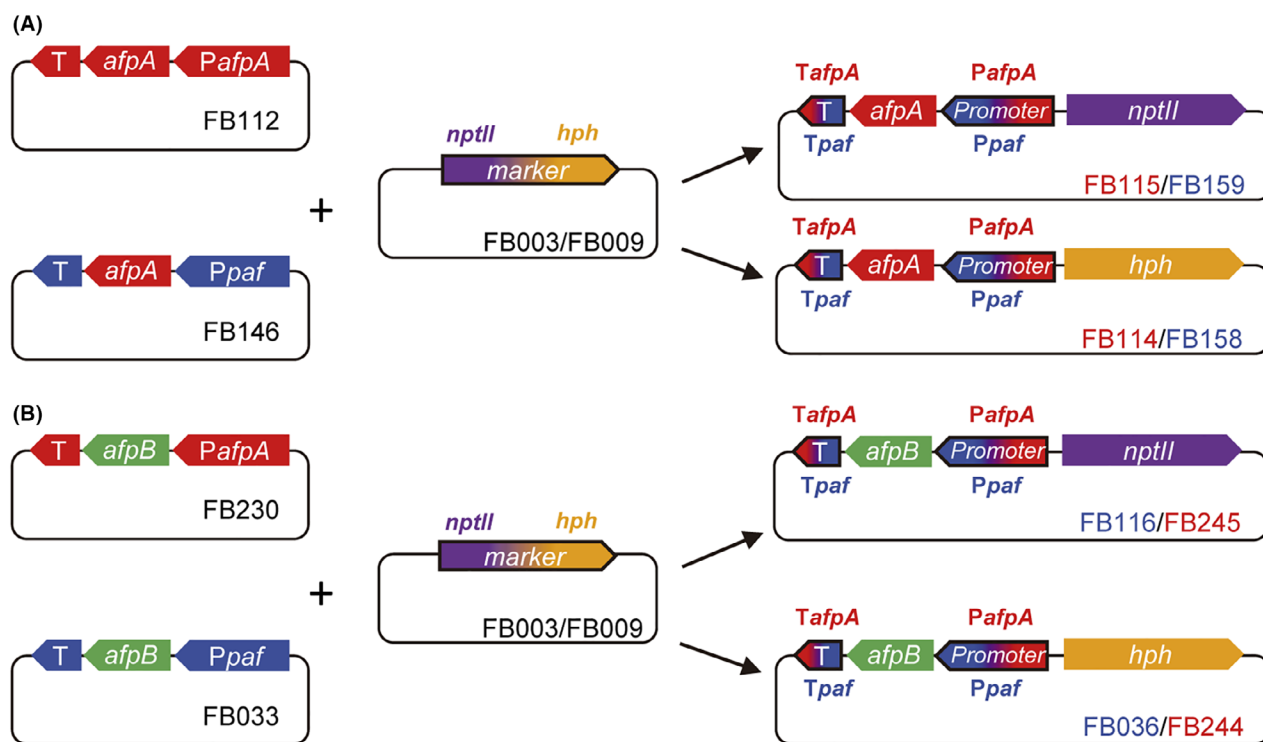 (A)
T afpA PafpA
FB112
T afpA Ppaf
FB146
+
nptII hph
marker
FB003/FB009
TafpA PafpA
T afpA Promoter nptII
Tpaf Ppaf
FB115/FB159
TafpA PafpA
T afpA Promoter hph
Tpaf Ppaf
FB114/FB158
(B)
T afpB PafpA
FB230
T afpB Ppaf
FB033
+
nptII hph
marker
FB003/FB009
TafpA PafpA
T afpB Promoter nptII
Tpaf Ppaf
FB116/FB245
TafpA PafpA
T afpB Promoter hph
Tpaf Ppaf
FB036/FB244